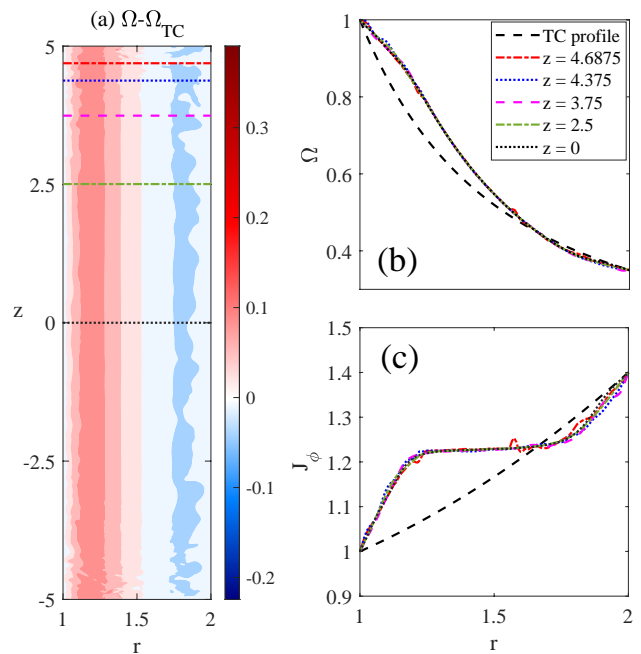 (a) Ω-Ω_TC
5
2.5
0
-2.5
-5
z
1
1.5
2
r
0.3
0.2
0.1
0
-0.1
-0.2
1
0.8
0.6
0.4
Ω
(b)
TC profile
z = 4.6875
z = 4.375
z = 3.75
z = 2.5
z = 0
1.5
1.4
1.3
1.2
1.1
1
0.9
J_ϕ
(c)
1
1.5
2
r